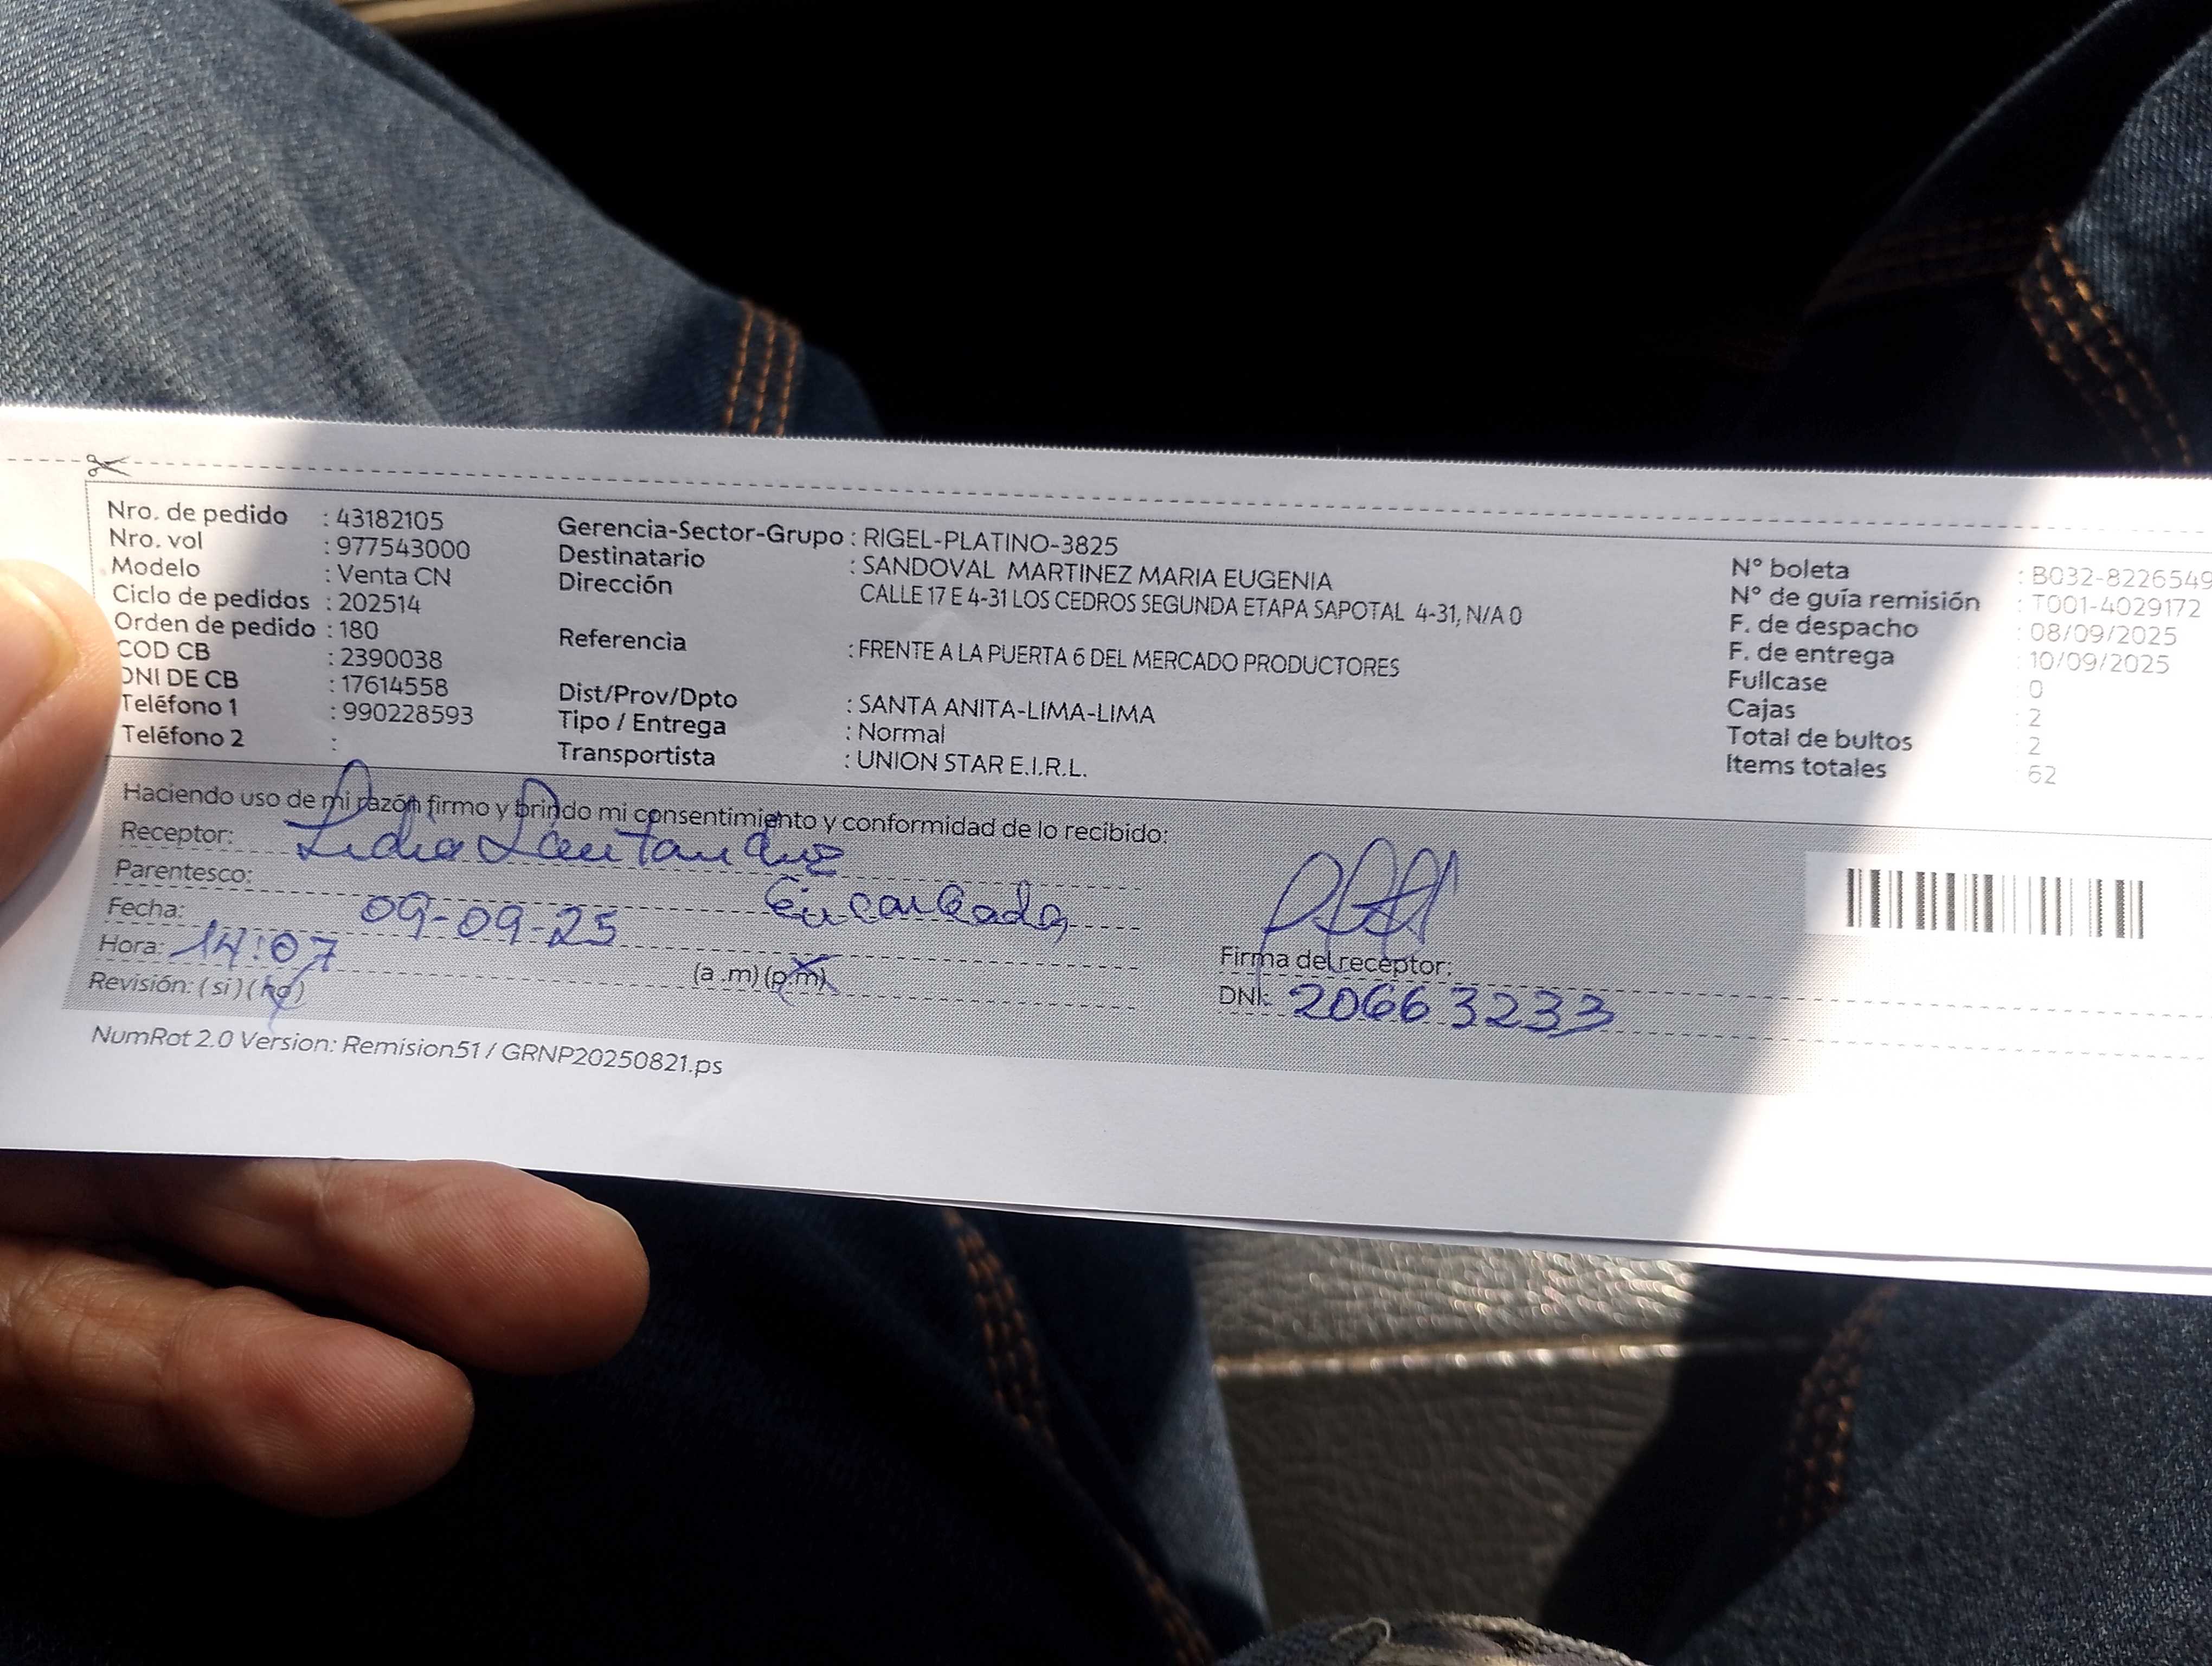 Nro. de pedido : 43182105
Nro. vol : 977543000
Modelo : Venta CN
Ciclo de pedidos : 202514
Orden de pedido : 180
COD CB : 2390038
DNI DE CB : 17614558
Teléfono 1 : 990228593
Teléfono 2 :
Gerencia-Sector-Grupo : RIGEL-PLATINO-3825
Destinatario : SANDOVAL MARTINEZ MARIA EUGENIA
Dirección CALLE 17 E 4-31 LOS CEDROS SEGUNDA ETAPA SAPOTAL 4-31, N/A 0
Referencia : FRENTE A LA PUERTA 6 DEL MERCADO PRODUCTORES
Dist/Prov/Dpto : SANTA ANITA-LIMA-LIMA
Tipo / Entrega : Normal
Transportista : UNION STAR E.I.R.L.
N° boleta : B032-8226549
N° de guía remisión : T001-4029172
F. de despacho : 08/09/2025
F. de entrega : 10/09/2025
Fullcase : 0
Cajas : 2
Total de bultos : 2
Items totales : 62
Haciendo uso de mi razón firmo y brindo mi consentimiento y conformidad de lo recibido:
Receptor: Lidia
Parentesco: Encargada
Fecha: 09-09-25
Hora: 14:07 (a .m) (p.m)
Revisión: (si) (no)
Firma del receptor:
DNI: 20663233
NumRot 2.0 Version: Remision51 / GRNP20250821.ps